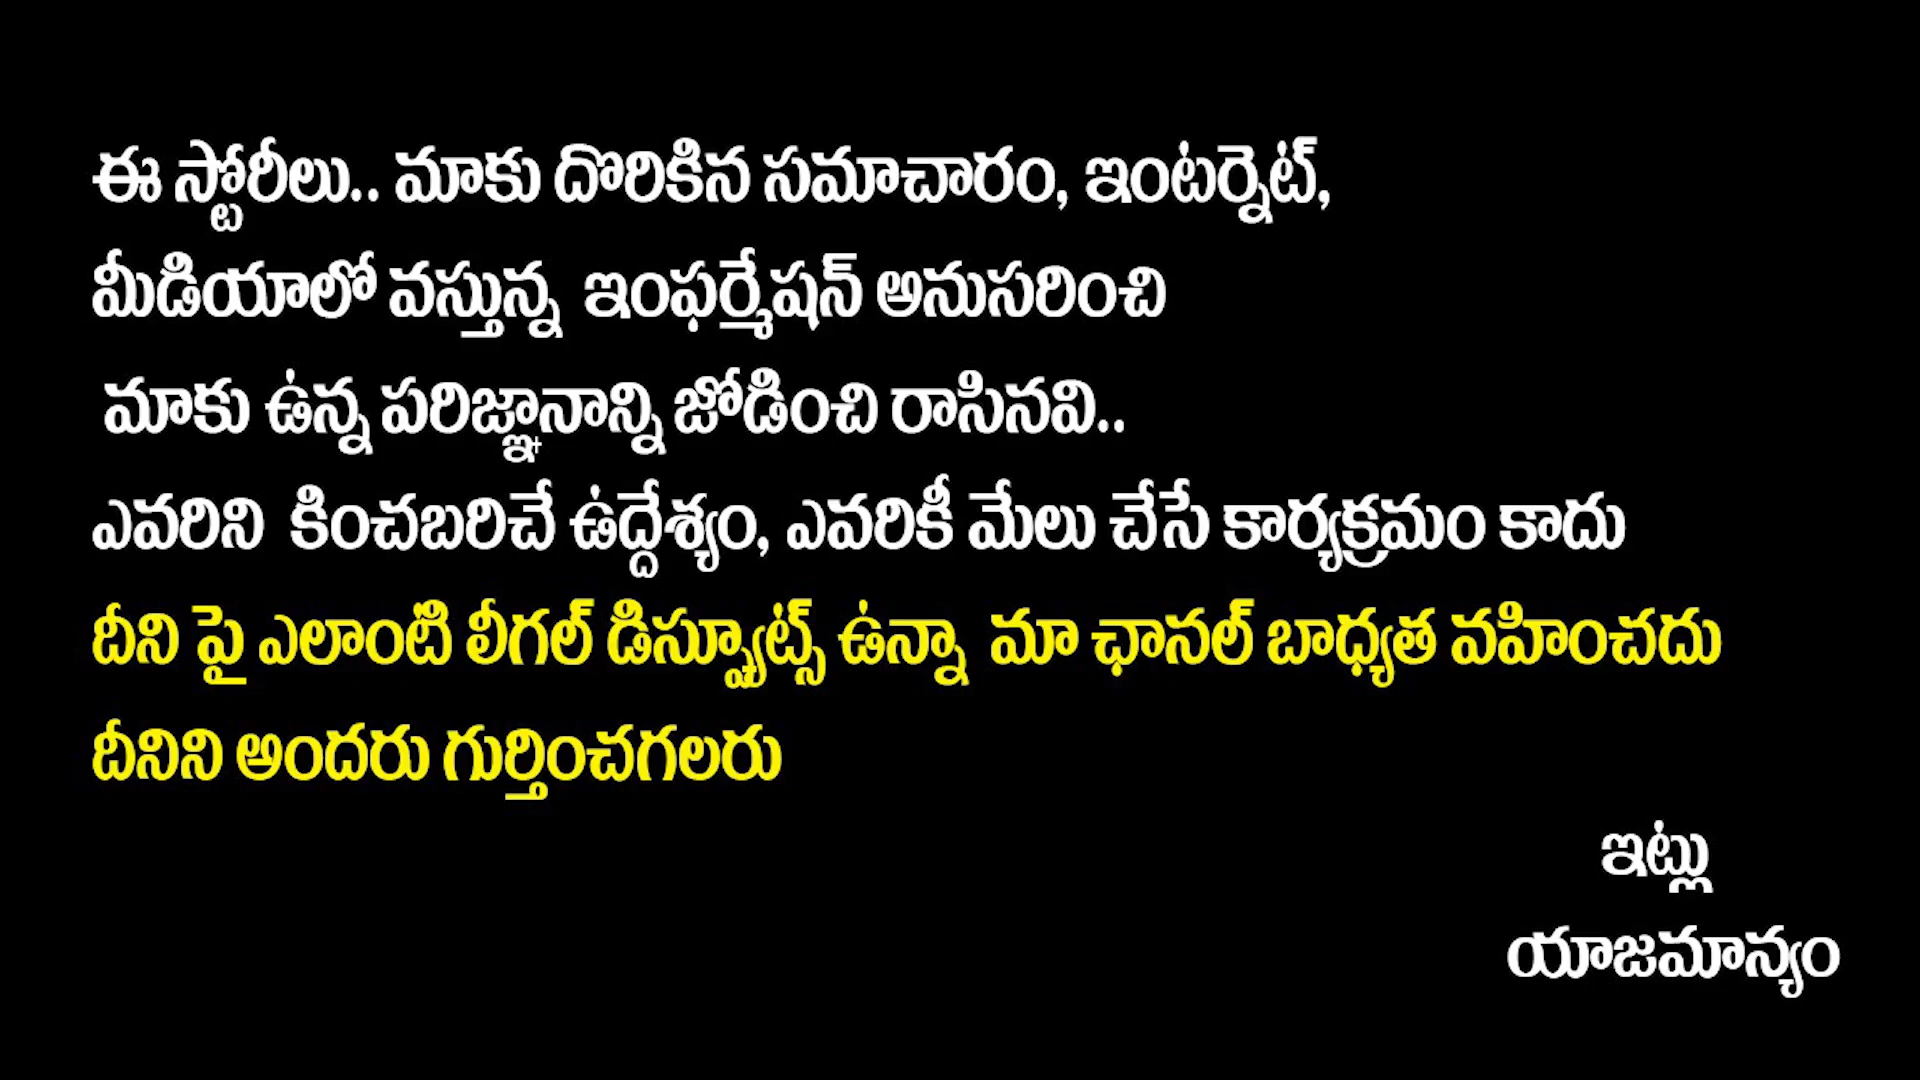 ఈ స్టోరీలు.. మాకు దొరికిన సమాచారం, ఇంటర్నెట్,
మీడియాలో వస్తున్న ఇంఫర్మేషన్ అనుసరించి
మాకు ఉన్న పరిజ్ఞానాన్ని జోడించి రాసినవి..
ఎవరిని కించబరిచే ఉద్దేశ్యం, ఎవరికీ మేలు చేసే కార్యక్రమం కాదు
దీని పై ఎలాంటి లీగల్ డిస్ప్యూట్స్ ఉన్నా మా ఛానల్ బాధ్యత వహించదు
దీనిని అందరు గుర్తించగలరు
ఇట్లు
యాజమాన్యం